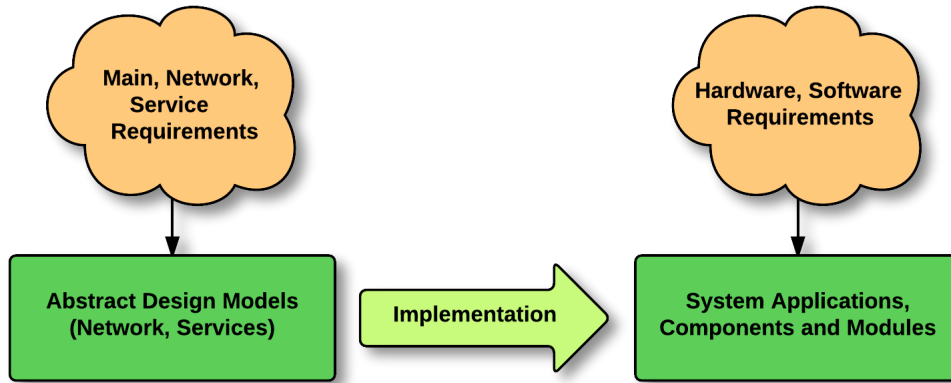 Main, Network,
Service
Requirements
Hardware, Software
Requirements
Abstract Design Models
(Network, Services)
Implementation
System Applications,
Components and Modules